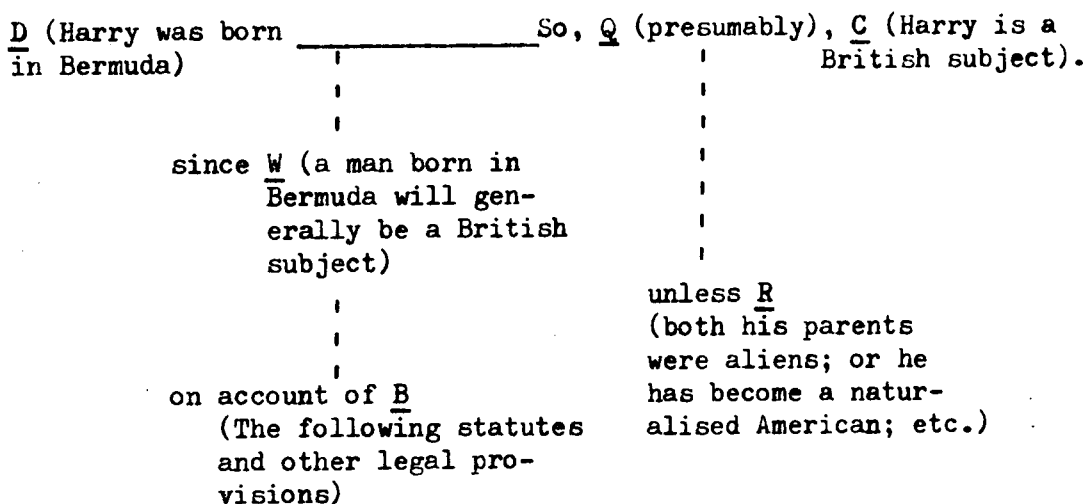 D (Harry was born So, Q (presumably), C (Harry is a
in Bermuda) British subject).
since W (a man born in
Bermuda will gen-
erally be a British
subject)
unless R
(both his parents
were aliens; or he
has become a natur-
alised American; etc.)
on account of B
(The following statutes
and other legal pro-
visions)